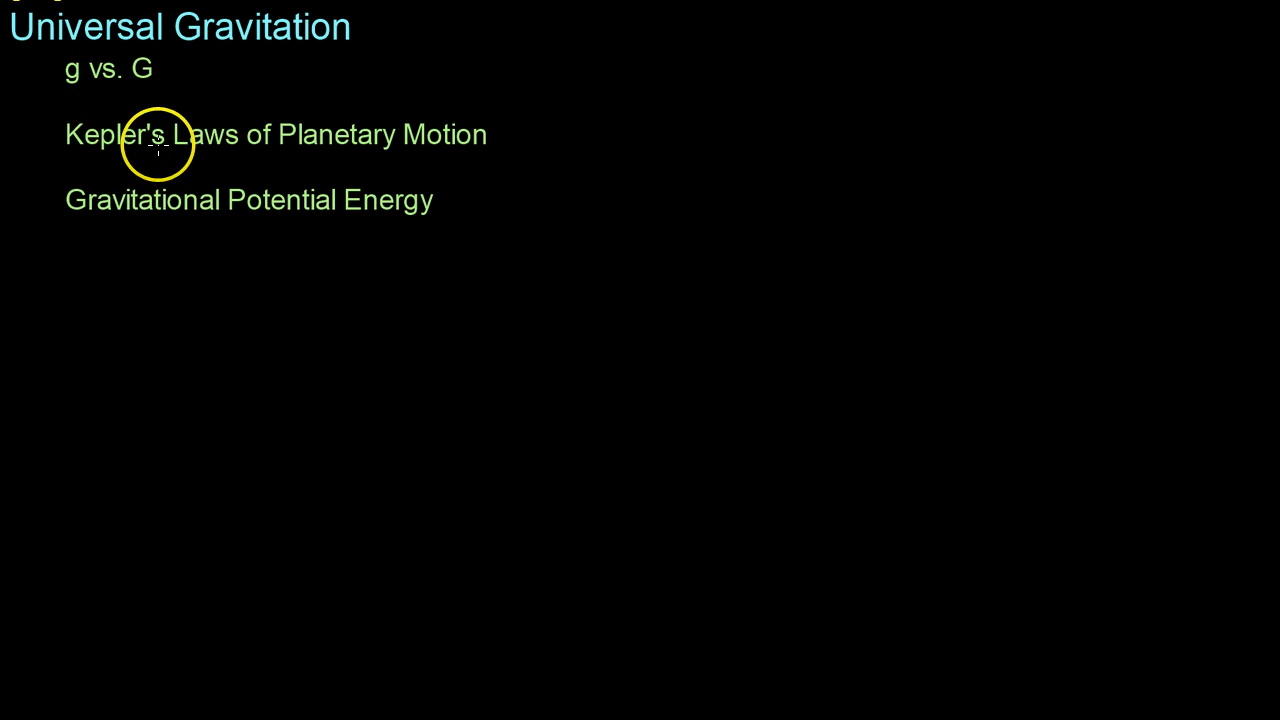 Universal Gravitation
g vs. G
Kepler's Laws of Planetary Motion
Gravitational Potential Energy